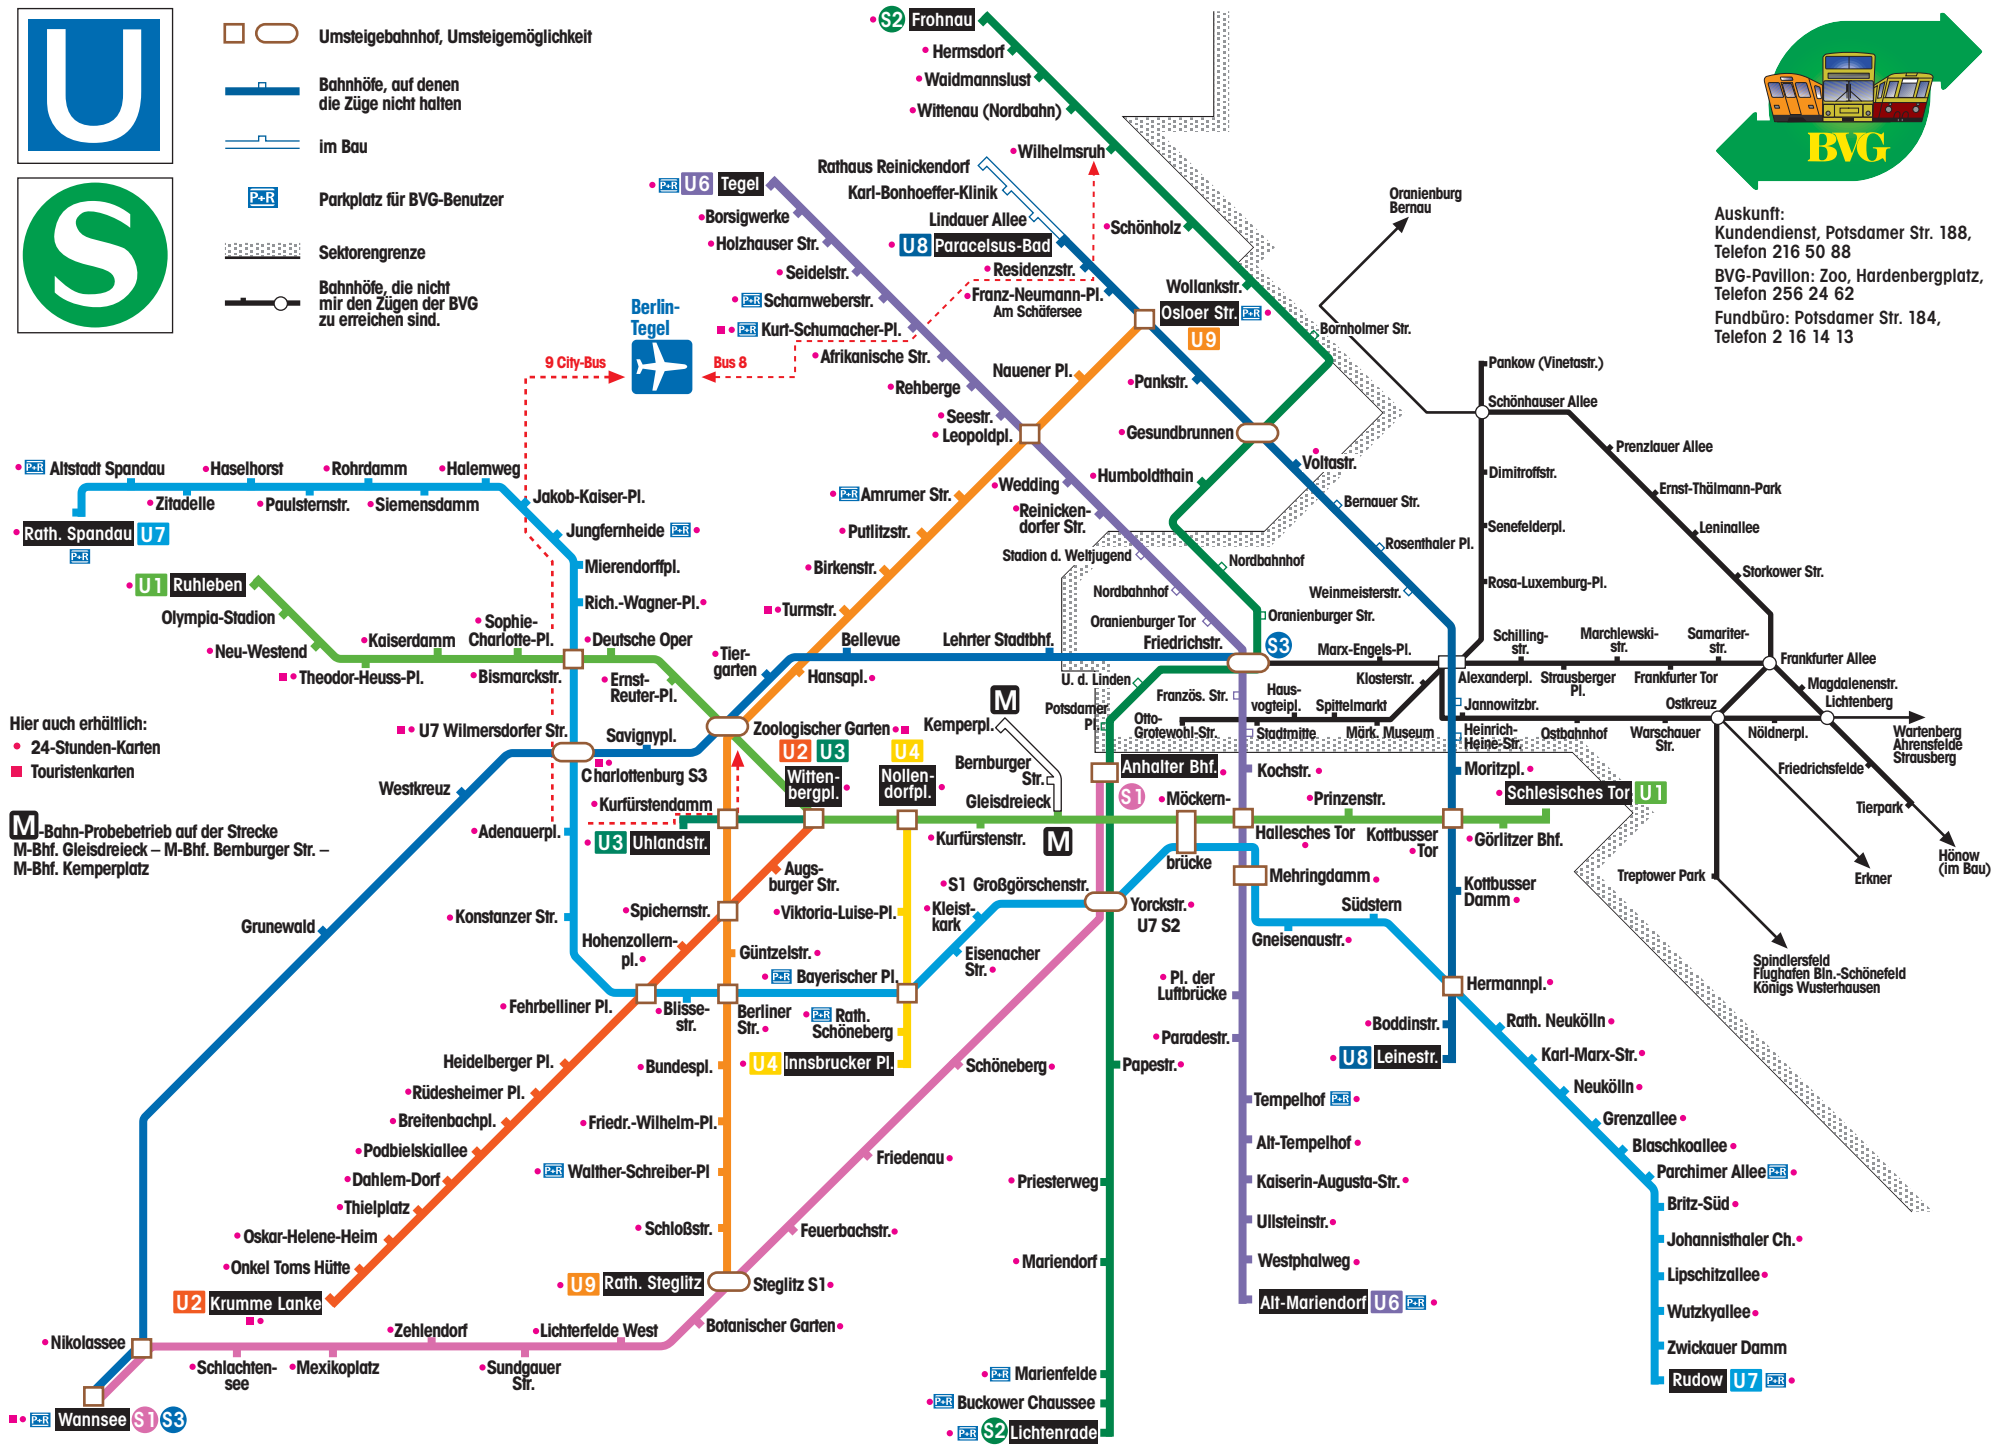 U
S
Umsteigebahnhof, Umsteigemöglichkeit
Bahnhöfe, auf denen
die Züge nicht halten
im Bau
P+R
Parkplatz für BVG-Benutzer
Sektorengrenze
Bahnhöfe, die nicht
mir den Zügen der BVG
zu erreichen sind.
BVG
Auskunft:
Kundendienst, Potsdamer Str. 188,
Telefon 216 50 88
BVG-Pavillon: Zoo, Hardenbergplatz,
Telefon 256 24 62
Fundbüro: Potsdamer Str. 184,
Telefon 2 16 14 13
S2 Frohnau
Hermsdorf
Waidmannslust
Wittenau (Nordbahn)
Wilhelmsruh
Schönholz
Wollankstr.
Bornholmer Str.
Rathaus Reinickendorf
Karl-Bonhoeffer-Klinik
Lindauer Allee
U8 Paracelsus-Bad
Residenzstr.
Franz-Neumann-Pl.
Am Schäfersee
Osloer Str. P+R
U9
Pankstr.
Gesundbrunnen
Voltastr.
Bernauer Str.
Rosenthaler Pl.
Weinmeisterstr.
Humboldthain
Nordbahnhof
Oranienburger Str.
P+R U6 Tegel
Borsigwerke
Holzhauser Str.
Seidelstr.
P+R Scharnweberstr.
P+R Kurt-Schumacher-Pl.
Afrikanische Str.
Rehberge
Seestr.
Leopoldpl.
Wedding
Reinicken-
dorfer Str.
Stadion d. Weltjugend
Nordbahnhof
Oranienburger Tor
Friedrichstr.
S3
Berlin-
Tegel
9 City-Bus
Bus 8
Nauener Pl.
P+R Amrumer Str.
Putlitzstr.
Birkenstr.
Turmstr.
Hansapl.
Bellevue
Lehrter Stadtbhf.
Tier-
garten
Oranienburg
Bernau
Pankow (Vinetastr.)
Schönhauser Allee
Prenzlauer Allee
Ernst-Thälmann-Park
Leninallee
Storkower Str.
Dimitroffstr.
Senefelderpl.
Rosa-Luxemburg-Pl.
Marx-Engels-Pl.
Klosterstr.
Alexanderpl.
Schilling-
str.
Strausberger
Pl.
Marchlewski-
str.
Frankfurter Tor
Samariter-
str.
Frankfurter Allee
Magdalenenstr.
Lichtenberg
Wartenberg
Ahrensfelde
Strausberg
Ostkreuz
Nöldnerpl.
Friedrichsfelde
Tierpark
Hönow
(im Bau)
Erkner
Treptower Park
Spindlersfeld
Flughafen Bln.-Schönefeld
Königs Wusterhausen
Jannowitzbr.
Heinrich-
Heine-Str.
Ostbahnhof
Warschauer
Str.
U. d. Linden
Potsdamer
Pl.
Französ. Str.
Otto-
Grotewohl-Str.
Stadtmitte
Haus-
vogteipl.
Spittelmarkt
Märk. Museum
P+R Altstadt Spandau
Rath. Spandau U7
P+R
Zitadelle
Haselhorst
Paulsternstr.
Rohrdamm
Siemensdamm
Halemweg
Jakob-Kaiser-Pl.
Jungfernheide P+R
Mierendorffpl.
Rich.-Wagner-Pl.
U1 Ruhleben
Olympia-Stadion
Neu-Westend
Theodor-Heuss-Pl.
Kaiserdamm
Sophie-
Charlotte-Pl.
Bismarckstr.
Deutsche Oper
Ernst-
Reuter-Pl.
U7 Wilmersdorfer Str.
Savignypl.
Charlottenburg S3
Westkreuz
Grunewald
Zoologischer Garten
U2 U3
Witten-
bergpl.
U4
Nollen-
dorfpl.
Kurfürstendamm
U3 Uhlandstr.
Kurfürstenstr.
M
Kemperpl.
Bernburger
Str.
Gleisdreieck
M
Anhalter Bhf.
S1
Möckern-
brücke
Kochstr.
Hallesches Tor
Prinzenstr.
Kottbusser
Tor
Moritzpl.
Schlesisches Tor U1
Görlitzer Bhf.
Hier auch erhältlich:
24-Stunden-Karten
Touristenkarten
M-Bahn-Probebetrieb auf der Strecke
M-Bhf. Gleisdreieck – M-Bhf. Bernburger Str. –
M-Bhf. Kemperplatz
Adenauerpl.
Konstanzer Str.
Fehrbelliner Pl.
Hohenzollern-
pl.
Spichernstr.
Augs-
burger Str.
Güntzelstr.
Blisse-
str.
Berliner
Str.
P+R Bayerischer Pl.
Viktoria-Luise-Pl.
P+R Rath.
Schöneberg
U4 Innsbrucker Pl.
Eisenacher
Str.
Kleist-
kark
S1 Großgörschenstr.
Yorckstr.
U7 S2
Mehringdamm
Gneisenaustr.
Südstern
Kottbusser
Damm
Hermannpl.
Boddinstr.
U8 Leinestr.
Rath. Neukölln
Karl-Marx-Str.
Neukölln
Grenzallee
Blaschkoallee
Parchimer Allee P+R
Britz-Süd
Johannisthaler Ch.
Lipschitzallee
Wutzkyallee
Zwickauer Damm
Rudow U7 P+R
Pl. der
Luftbrücke
Paradestr.
Tempelhof P+R
Alt-Tempelhof
Kaiserin-Augusta-Str.
Ullsteinstr.
Westphalweg
Alt-Mariendorf U6 P+R
Papestr.
Priesterweg
Mariendorf
P+R Marienfelde
P+R Buckower Chaussee
P+R S2 Lichtenrade
Schöneberg
Friedenau
Feuerbachstr.
Steglitz S1
Botanischer Garten
Lichterfelde West
Sundgauer
Str.
Zehlendorf
Mexikoplatz
Schlachten-
see
Nikolassee
P+R Wannsee S1 S3
Bundespl.
Friedr.-Wilhelm-Pl.
P+R Walther-Schreiber-Pl
Schloßstr.
U9 Rath. Steglitz
Heidelberger Pl.
Rüdesheimer Pl.
Breitenbachpl.
Podbielskiallee
Dahlem-Dorf
Thielplatz
Oskar-Helene-Heim
Onkel Toms Hütte
U2 Krumme Lanke